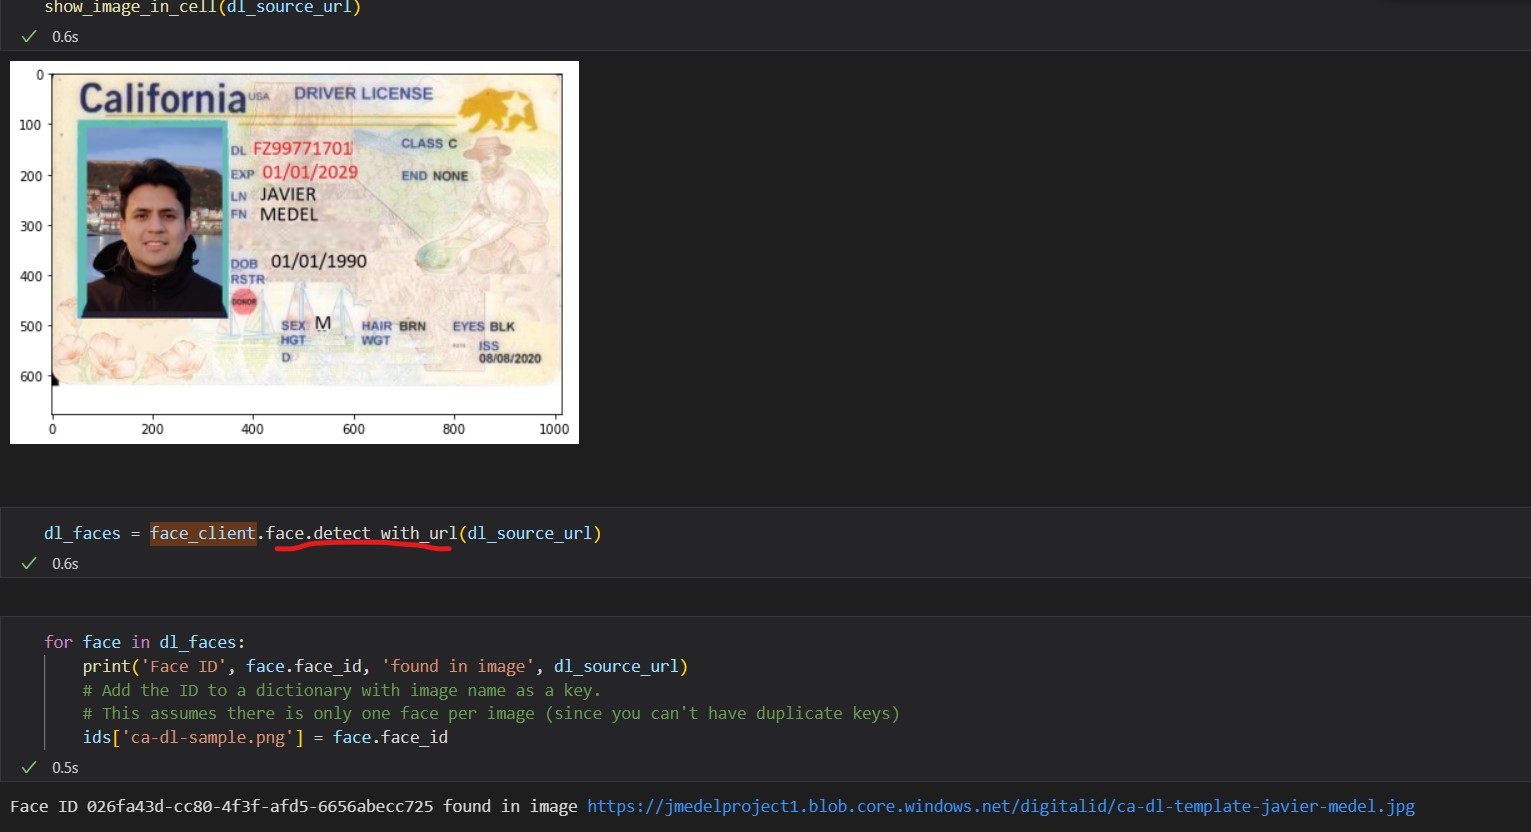 show_image_in_cell(dl_source_url)
0.6s
0
100
200
300
400
500
600
California USA DRIVER LICENSE
DL FZ99771701
CLASS C
EXP 01/01/2029
END NONE
LN JAVIER
FN MEDEL
DOB 01/01/1990
RSTR
DONOR
SEX M HAIR BRN EYES BLK
HGT WGT ISS
D
08/08/2020
0 200 400 600 800 1000
dl_faces = face_client.face.detect_with_url(dl_source_url)
0.6s
for face in dl_faces:
print('Face ID', face.face_id, 'found in image', dl_source_url)
# Add the ID to a dictionary with image name as a key.
# This assumes there is only one face per image (since you can't have duplicate keys)
ids['ca-dl-sample.png'] = face.face_id
0.5s
Face ID 026fa43d-cc80-4f3f-afd5-6656abecc725 found in image https://jmedelproject1.blob.core.windows.net/digitalid/ca-dl-template-javier-medel.jpg